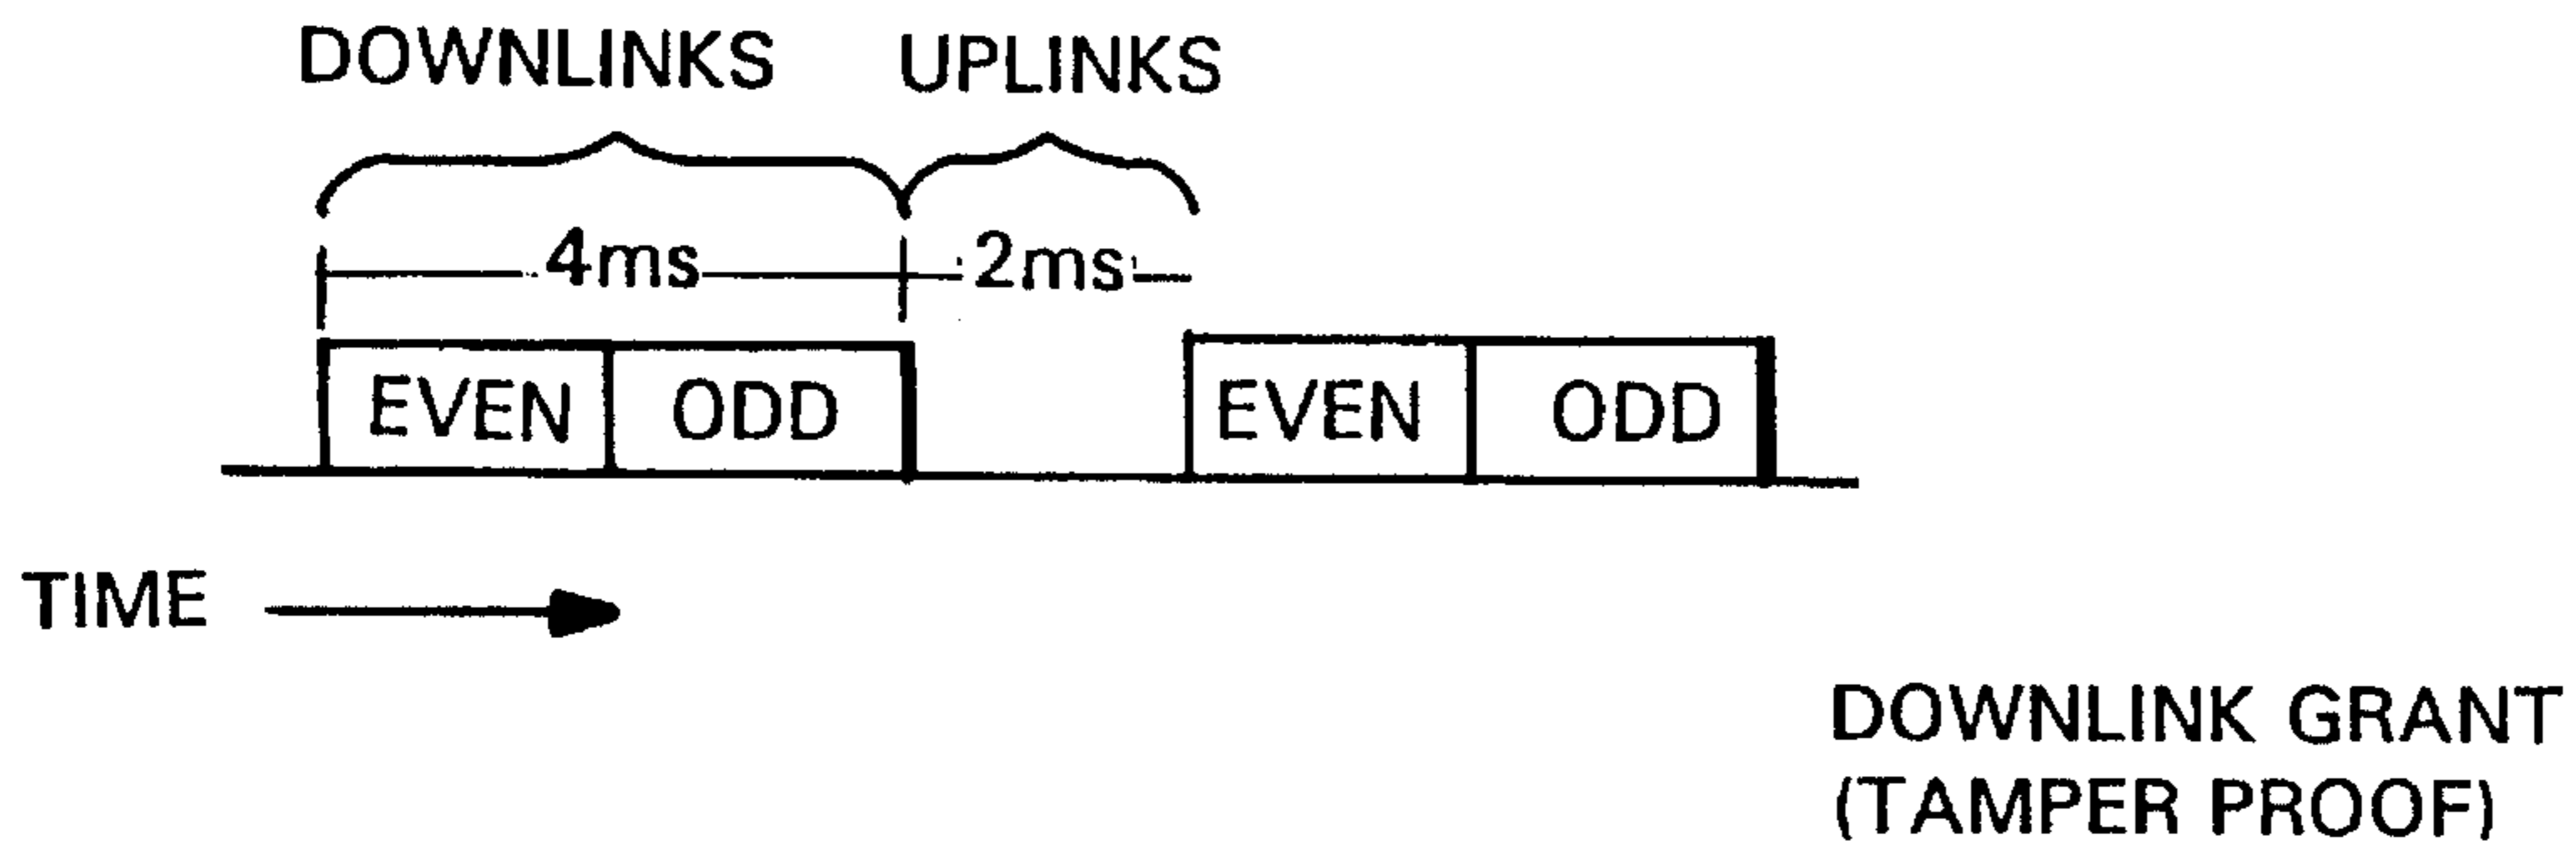 DOWNLINKS UPLINKS
4ms 2ms
EVEN ODD EVEN ODD
TIME
DOWNLINK GRANT
(TAMPER PROOF)